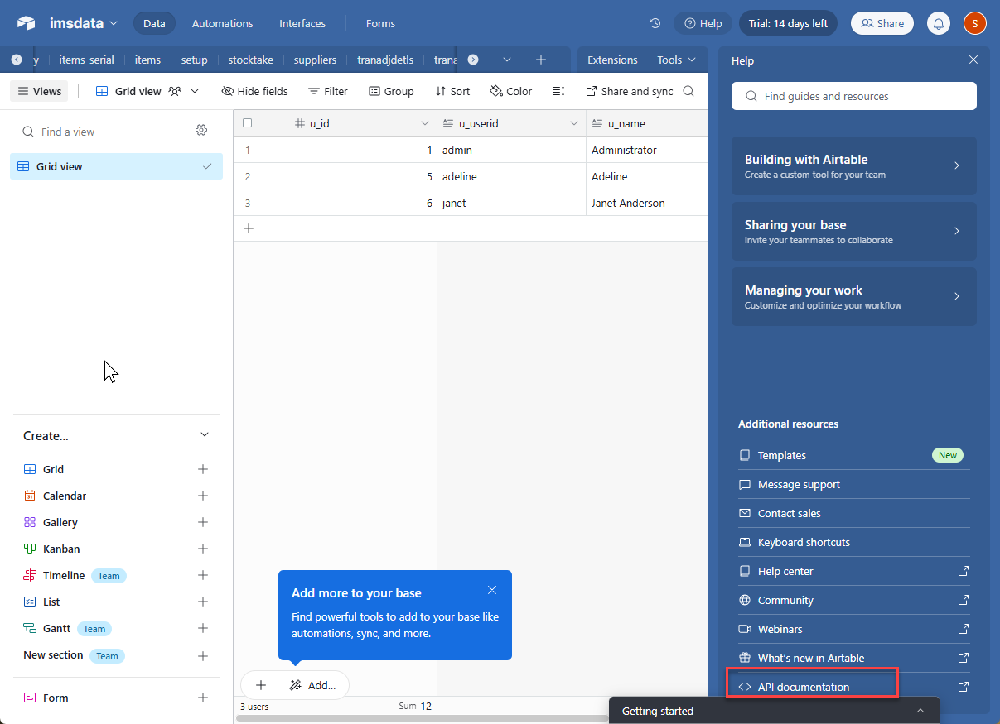 imsdata
Data
Automations
Interfaces
Forms
Help
Trial: 14 days left
Share
S
y
items_serial
items
setup
stocktake
suppliers
tranadjdetls
trana
Extensions
Tools
Help
Views
Grid view
Hide fields
Filter
Group
Sort
Color
Share and sync
Find guides and resources
Find a view
Grid view
u_id
u_userid
u_name
1
1
admin
Administrator
2
5
adeline
Adeline
3
6
janet
Janet Anderson
Building with Airtable
Create a custom tool for your team
Sharing your base
Invite your teammates to collaborate
Managing your work
Customize and optimize your workflow
Create...
Grid
Calendar
Gallery
Kanban
Timeline
Team
List
Gantt
Team
New section
Team
Form
Add more to your base
Find powerful tools to add to your base like
automations, sync, and more.
Add...
3 users
Sum 12
Additional resources
Templates
New
Message support
Contact sales
Keyboard shortcuts
Help center
Community
Webinars
What's new in Airtable
API documentation
Getting started